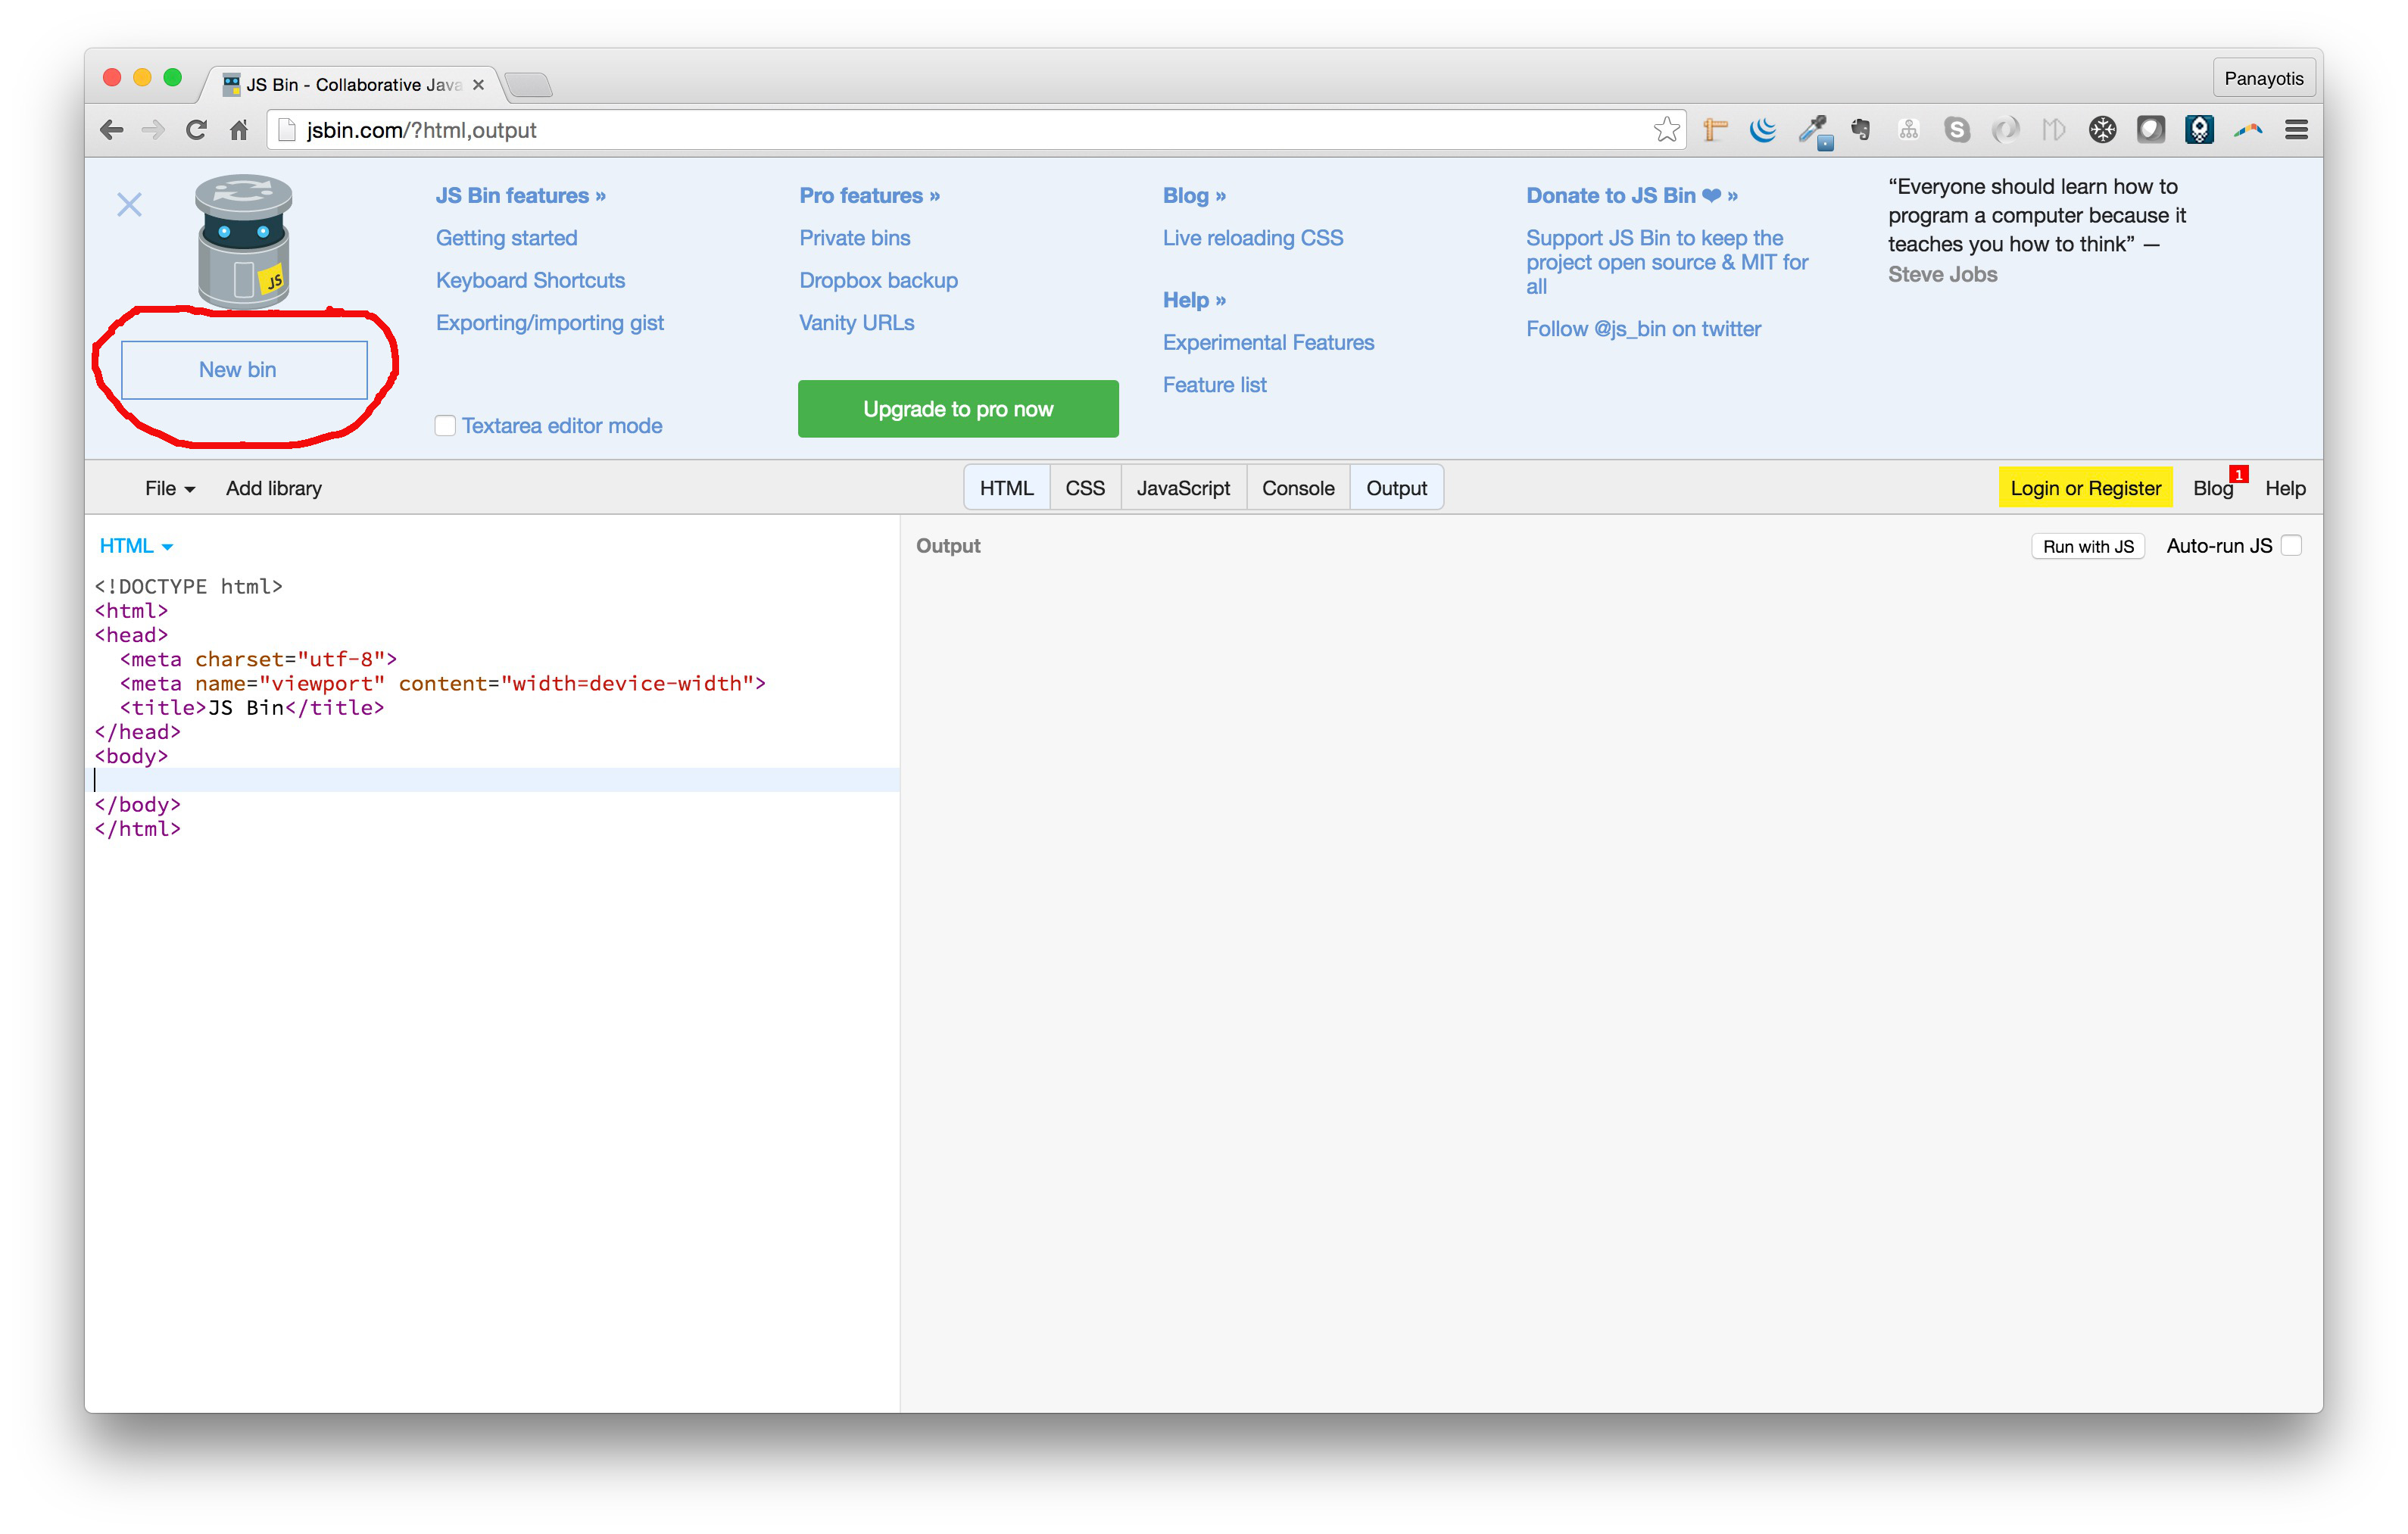 JS Bin - Collaborative Java
Panayotis
jsbin.com/?html,output
JS
New bin
JS Bin features »
Getting started
Keyboard Shortcuts
Exporting/importing gist
Textarea editor mode
Pro features »
Private bins
Dropbox backup
Vanity URLs
Upgrade to pro now
Blog »
Live reloading CSS
Help »
Experimental Features
Feature list
Donate to JS Bin ❤ »
Support JS Bin to keep the
project open source & MIT for
all
Follow @js_bin on twitter
“Everyone should learn how to
program a computer because it
teaches you how to think” —
Steve Jobs
File Add library HTML CSS JavaScript Console Output Login or Register Blog 1 Help
HTML
<!DOCTYPE html>
<html>
<head>
  <meta charset="utf-8">
  <meta name="viewport" content="width=device-width">
  <title>JS Bin</title>
</head>
<body>
</body>
</html>
Output Run with JS Auto-run JS